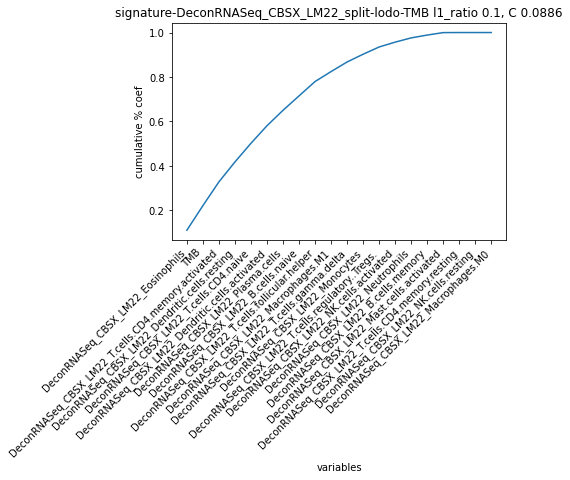 signature-DeconRNASeq_CBSX_LM22_split-lodo-TMB l1_ratio 0.1, C 0.0886
cumulative % coef
1.0
0.8
0.6
0.4
0.2
DeconRNASeq_CBSX_LM22_Eosinophils
TMB
DeconRNASeq_CBSX_LM22_T.cells.CD4.memory.activated
DeconRNASeq_CBSX_LM22_Dendritic.cells.resting
DeconRNASeq_CBSX_LM22_T.cells.CD4.naive
DeconRNASeq_CBSX_LM22_Dendritic.cells.activated
DeconRNASeq_CBSX_LM22_Plasma.cells
DeconRNASeq_CBSX_LM22_B.cells.naive
DeconRNASeq_CBSX_LM22_T.cells.follicular.helper
DeconRNASeq_CBSX_LM22_Macrophages.M1
DeconRNASeq_CBSX_LM22_T.cells.gamma.delta
DeconRNASeq_CBSX_LM22_Monocytes
DeconRNASeq_CBSX_LM22_T.cells.regulatory..Tregs.
DeconRNASeq_CBSX_LM22_NK.cells.activated
DeconRNASeq_CBSX_LM22_Neutrophils
DeconRNASeq_CBSX_LM22_B.cells.memory
DeconRNASeq_CBSX_LM22_Mast.cells.activated
DeconRNASeq_CBSX_LM22_T.cells.CD4.memory.resting
DeconRNASeq_CBSX_LM22_NK.cells.resting
DeconRNASeq_CBSX_LM22_Macrophages.M0
variables